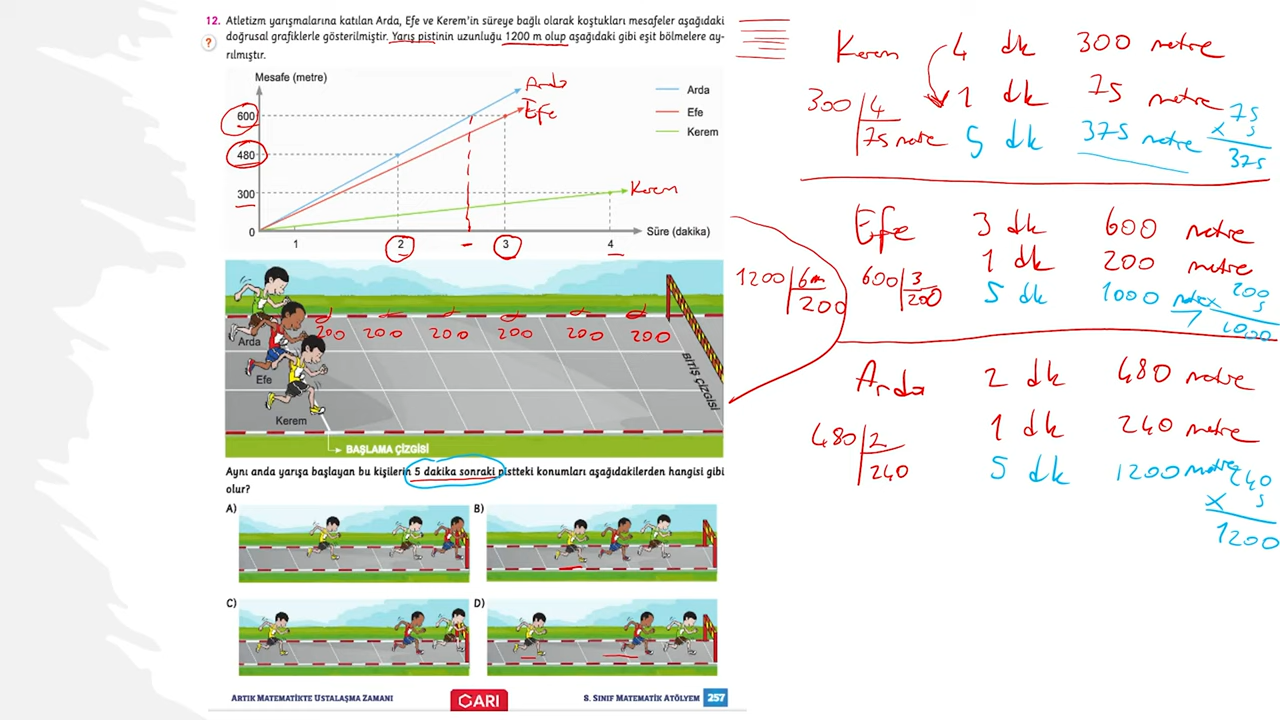 12. Atletizm yarışmalarına katılan Arda, Efe ve Kerem'in süreye bağlı olarak koştukları mesafeler aşağıdaki
doğrusal grafiklerle gösterilmiştir. Yarış pistinin uzunluğu 1200 m olup aşağıdaki gibi eşit bölmelere ay-
rılmıştır.
?
Mesafe (metre)
600
480
300
0
1
2
3
4
Süre (dakika)
Arda
Efe
Kerem
Arda
Efe
Kerem
200 200 200 200 200 200
Arda
Efe
Kerem
BİTİŞ ÇİZGİSİ
BAŞLAMA ÇİZGİSİ
Aynı anda yarışa başlayan bu kişilerin 5 dakika sonraki pistteki konumları aşağıdakilerden hangisi gibi
olur?
A)
B)
C)
D)
ARTIK MATEMATİKTE USTALAŞMA ZAMANI
ARI
8. SINIF MATEMATİK ATÖLYEM 257
Kerem 4 dk 300 metre
1 dk 75 metre
5 dk 375 metre
300 4
75 metre
75
x 5
375
Efe 3 dk 600 metre
1 dk 200 metre
5 dk 1000 metre
1200 6
200
600 3
200
200
5
x
1000
Arda 2 dk 480 metre
1 dk 240 metre
5 dk 1200 metre
480 2
240
240
x 5
1200